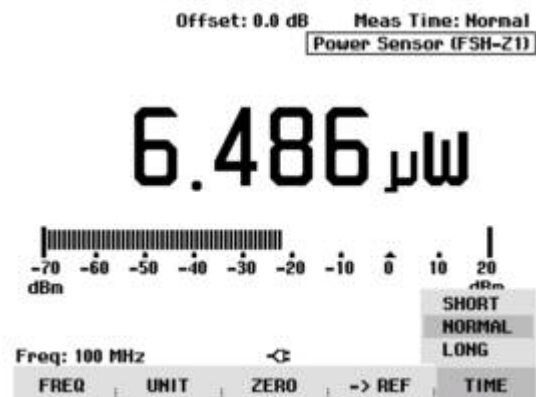 Offset: 0.0 dB Meas Time: Normal
Power Sensor (FSH-Z1)
6.486 µW
-70 -60 -50 -40 -30 -20 -10 0 10 20
dBm dBm
SHORT
NORMAL
LONG
Freq: 100 MHz
FREQ UNIT ZERO -> REF TIME